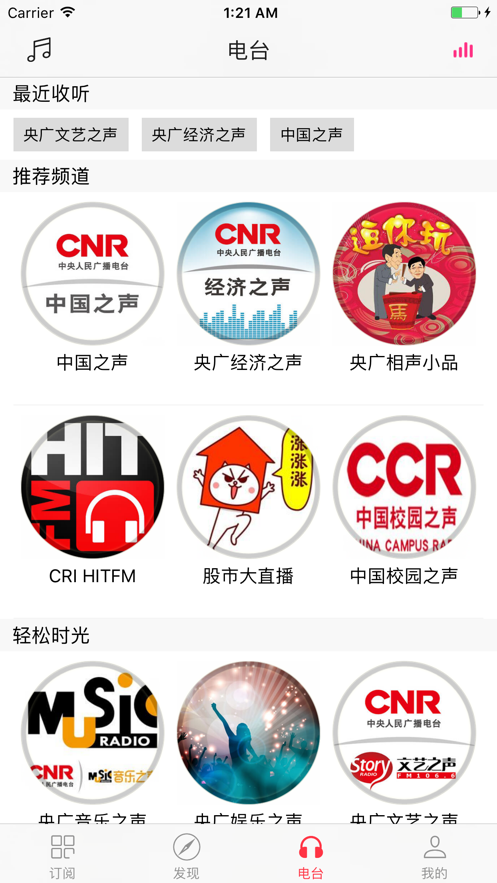 Carrier 1:21 AM
电台
最近收听
央广文艺之声 央广经济之声 中国之声
推荐频道
CNR
中央人民广播电台
中国之声
CNR
中央人民广播电台
经济之声
逗你玩
馬
中国之声 央广经济之声 央广相声小品
HIT
FM
涨涨涨
CCR
中国校园之声
INA CAMPUS RA
CRI HITFM 股市大直播 中国校园之声
轻松时光
MUSIC
RADIO
CNR
广播电台
MUSIC 音乐之声
RADIO
CNR
中央人民广播电台
Story
RADIO
文艺之声
FM106.6
央广音乐之声 央广娱乐之声 央广文艺之声
订阅 发现 电台 我的